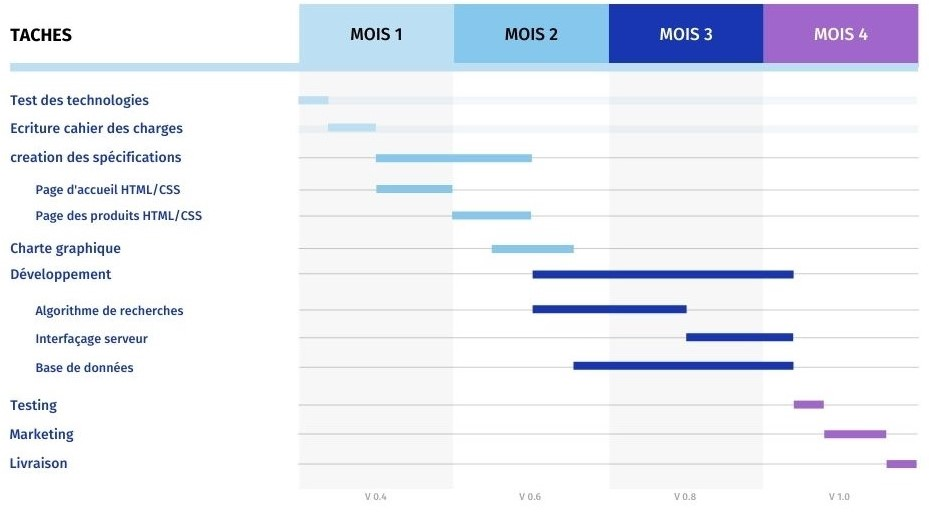 TACHES MOIS 1 MOIS 2 MOIS 3 MOIS 4
Test des technologies
Ecriture cahier des charges
creation des spécifications
Page d'accueil HTML/CSS
Page des produits HTML/CSS
Charte graphique
Développement
Algorithme de recherches
Interfaçage serveur
Base de données
Testing
Marketing
Livraison
V 0.4 V 0.6 V 0.8 V 1.0